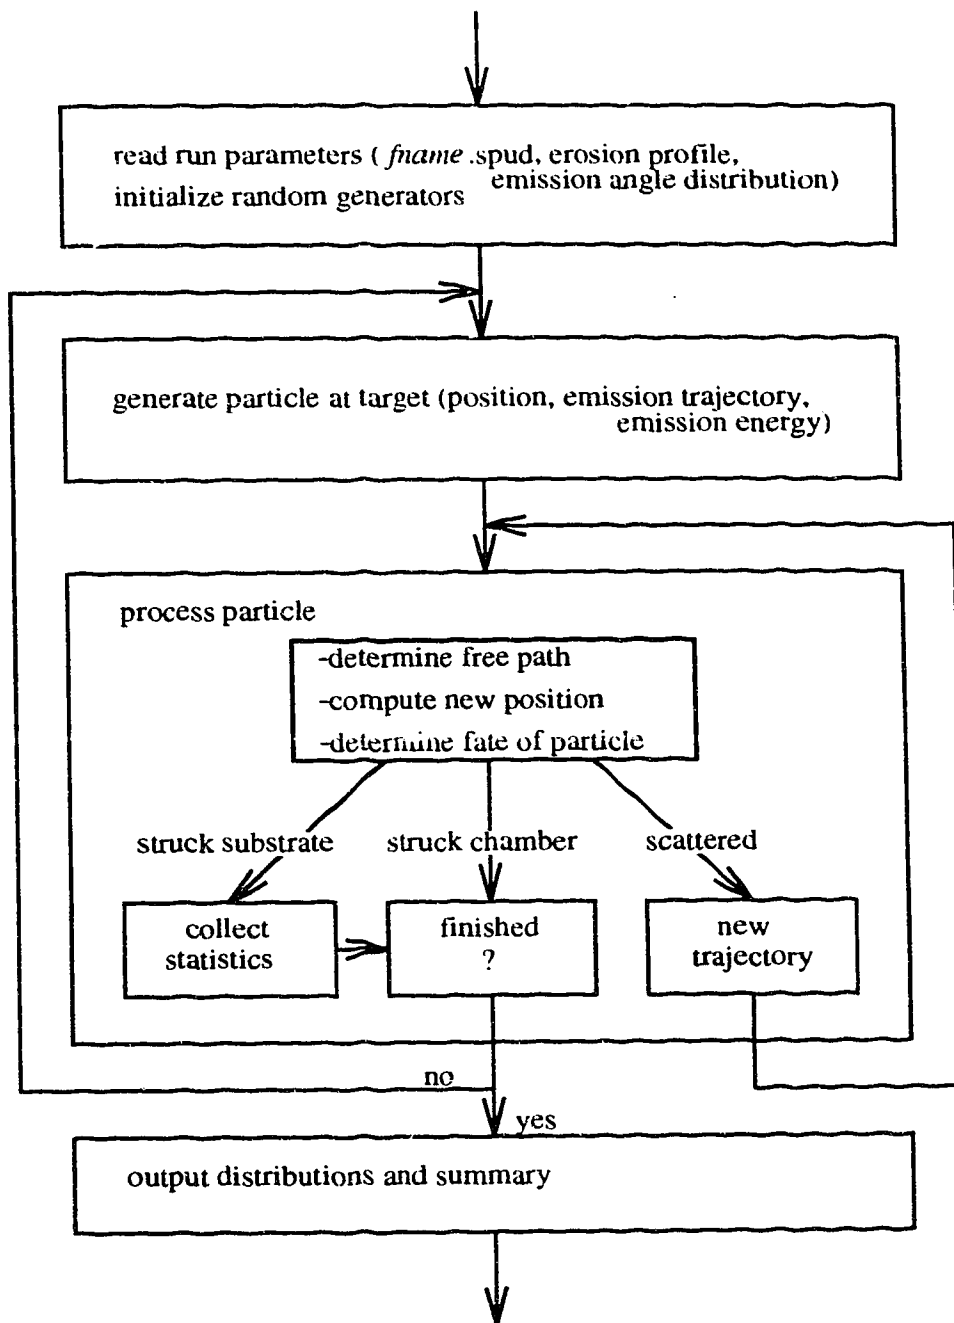 read run parameters ( fname .spud, erosion profile,
emission angle distribution)
initialize random generators
generate particle at target (position, emission trajectory,
emission energy)
process particle
-determine free path
-compute new position
-determine fate of particle
struck substrate struck chamber scattered
collect
statistics
finished
?
new
trajectory
no
yes
output distributions and summary